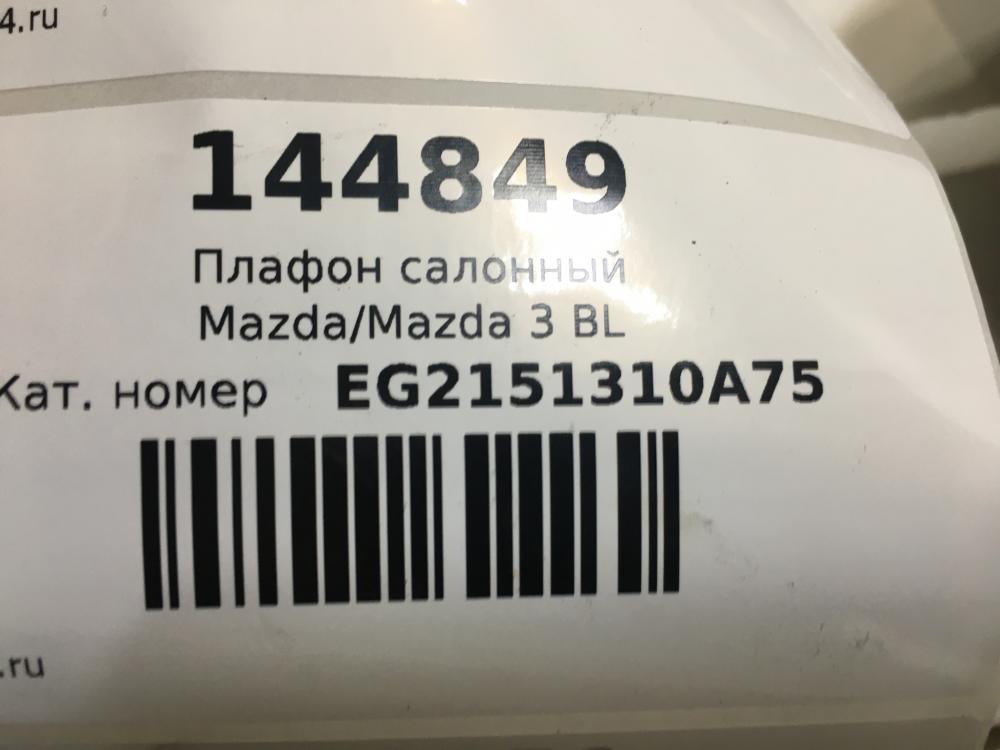 4.ru
144849
Плафон салонный
Mazda/Mazda 3 BL
Кат. номер EG2151310A75
.ru